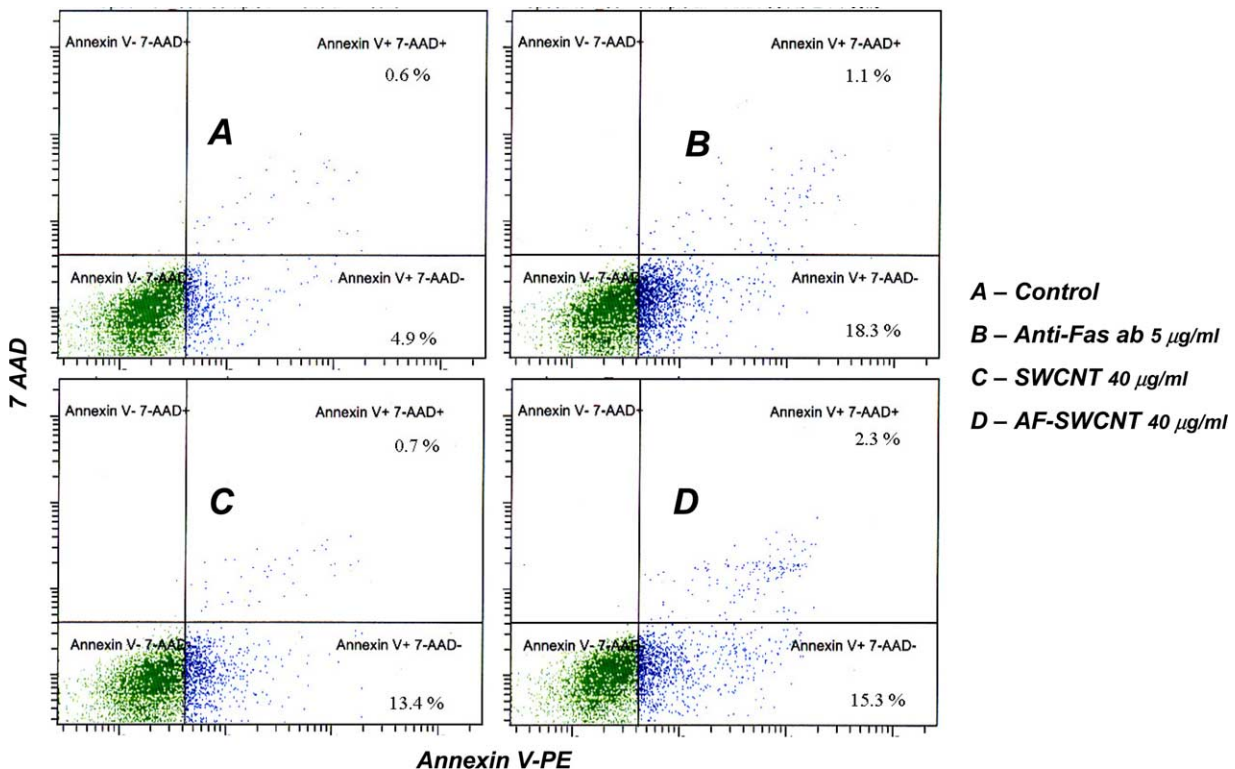 Annexin V- 7-AAD+
Annexin V+ 7-AAD+
0.6 %
A
Annexin V- 7-AAD
Annexin V+ 7-AAD-
4.9 %
Annexin V- 7-AAD+
Annexin V+ 7-AAD+
1.1 %
B
Annexin V- 7-AAD
Annexin V+ 7-AAD-
18.3 %
Annexin V- 7-AAD+
Annexin V+ 7-AAD+
0.7 %
C
Annexin V- 7-AAD
Annexin V+ 7-AAD-
13.4 %
Annexin V- 7-AAD+
Annexin V+ 7-AAD+
2.3 %
D
Annexin V- 7-AAD
Annexin V+ 7-AAD-
15.3 %
7 AAD
Annexin V-PE
A – Control
B – Anti-Fas ab 5 μg/ml
C – SWCNT 40 μg/ml
D – AF-SWCNT 40 μg/ml